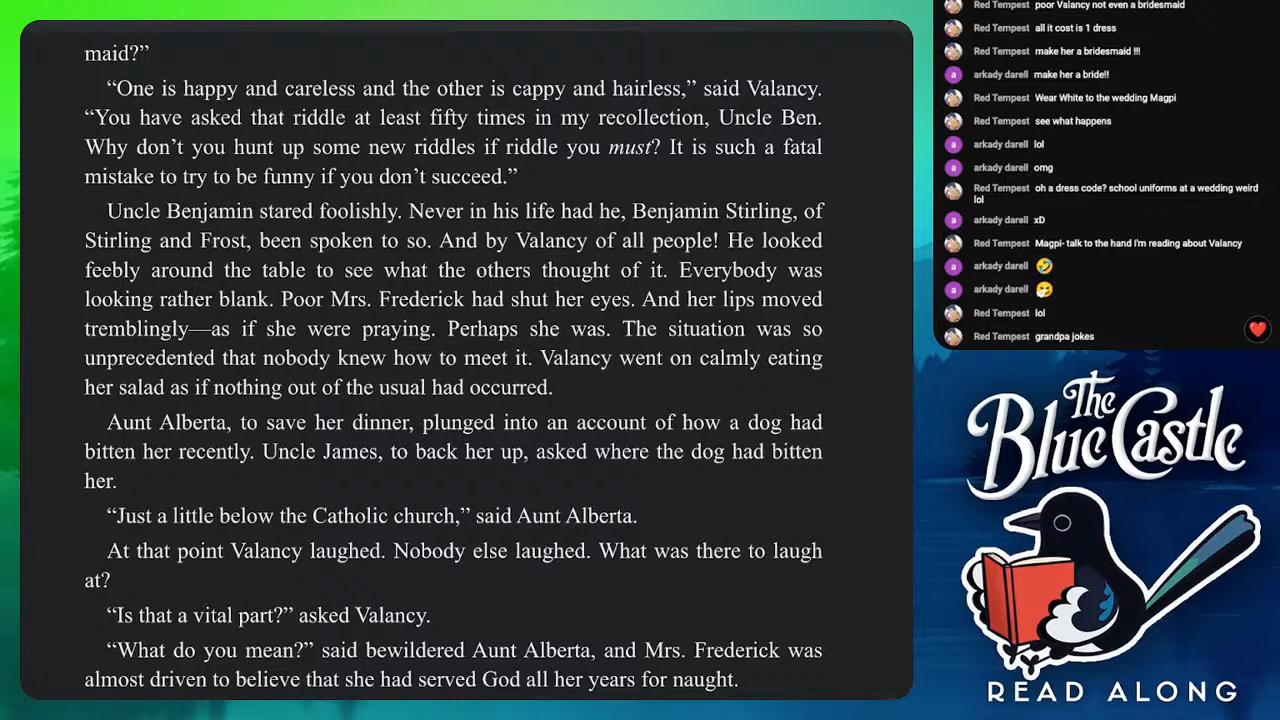 maid?”
“One is happy and careless and the other is cappy and hairless,” said Valancy.
“You have asked that riddle at least fifty times in my recollection, Uncle Ben.
Why don’t you hunt up some new riddles if riddle you must? It is such a fatal
mistake to try to be funny if you don’t succeed.”
Uncle Benjamin stared foolishly. Never in his life had he, Benjamin Stirling, of
Stirling and Frost, been spoken to so. And by Valancy of all people! He looked
feebly around the table to see what the others thought of it. Everybody was
looking rather blank. Poor Mrs. Frederick had shut her eyes. And her lips moved
tremblingly—as if she were praying. Perhaps she was. The situation was so
unprecedented that nobody knew how to meet it. Valancy went on calmly eating
her salad as if nothing out of the usual had occurred.
Aunt Alberta, to save her dinner, plunged into an account of how a dog had
bitten her recently. Uncle James, to back her up, asked where the dog had bitten
her.
“Just a little below the Catholic church,” said Aunt Alberta.
At that point Valancy laughed. Nobody else laughed. What was there to laugh
at?
“Is that a vital part?” asked Valancy.
“What do you mean?” said bewildered Aunt Alberta, and Mrs. Frederick was
almost driven to believe that she had served God all her years for naught.
Red Tempest poor Valancy not even a bridesmaid
Red Tempest all it cost is 1 dress
Red Tempest make her a bridesmaid !!!
a arkady darell make her a bride!!
Red Tempest Wear White to the wedding Magpi
Red Tempest see what happens
a arkady darell lol
a arkady darell omg
Red Tempest oh a dress code? school uniforms at a wedding weird
lol
a arkady darell xD
Red Tempest Magpi- talk to the hand I'm reading about Valancy
a arkady darell 🤣
a arkady darell 🤭
Red Tempest lol
Red Tempest grandpa jokes
The
Blue Castle
READ ALONG